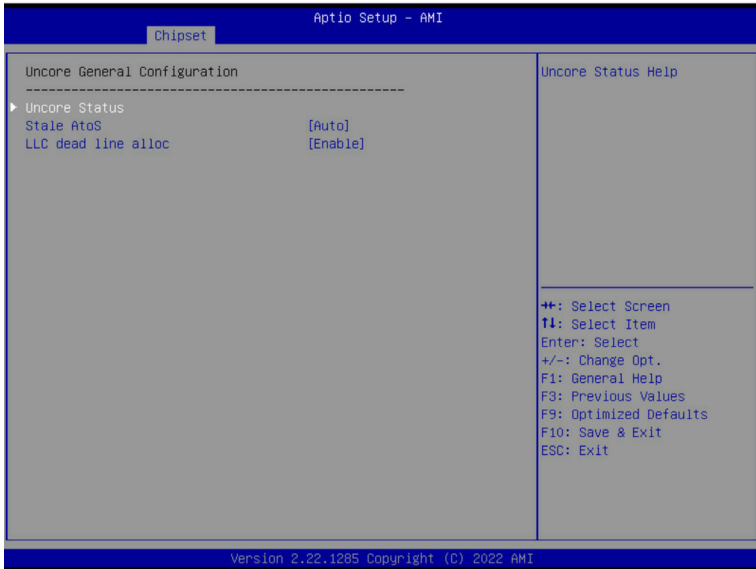 Aptio Setup – AMI
Chipset
Uncore General Configuration
--------------------------------------------------
Uncore Status
Stale AtoS [Auto]
LLC dead line alloc [Enable]
Uncore Status Help
→←: Select Screen
↑↓: Select Item
Enter: Select
+/-: Change Opt.
F1: General Help
F3: Previous Values
F9: Optimized Defaults
F10: Save & Exit
ESC: Exit
Version 2.22.1285 Copyright (C) 2022 AMI